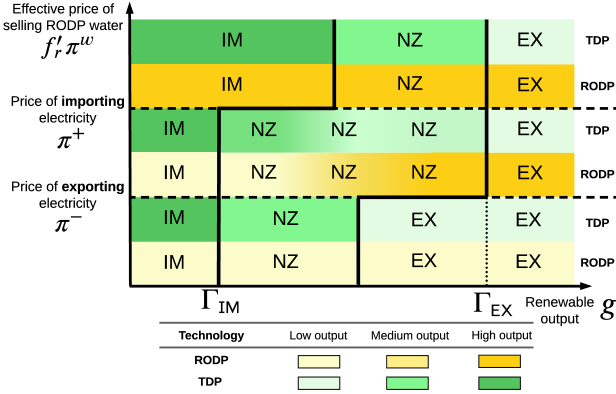 Effective price of
selling RODP water
f′ᵣ πʷ
IM NZ EX TDP
IM NZ EX RODP
Price of importing
electricity
π⁺
IM NZ NZ NZ EX TDP
IM NZ NZ NZ EX RODP
Price of exporting
electricity
π⁻
IM NZ EX EX TDP
IM NZ EX EX RODP
Γ_IM Γ_EX Renewable
output g
Technology Low output Medium output High output
RODP
TDP